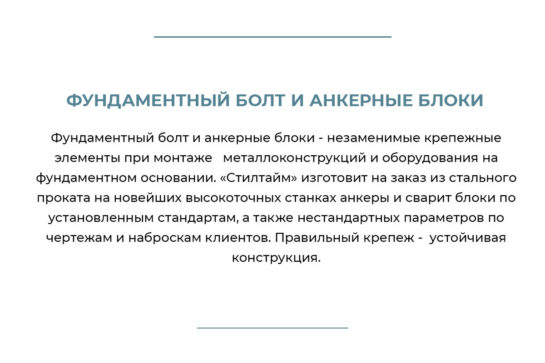 ФУНДАМЕНТНЫЙ БОЛТ И АНКЕРНЫЕ БЛОКИ
Фундаментный болт и анкерные блоки - незаменимые крепежные
элементы при монтаже металлоконструкций и оборудования на
фундаментном основании. «Стилтайм» изготовит на заказ из стального
проката на новейших высокоточных станках анкеры и сварит блоки по
установленным стандартам, а также нестандартных параметров по
чертежам и наброскам клиентов. Правильный крепеж - устойчивая
конструкция.